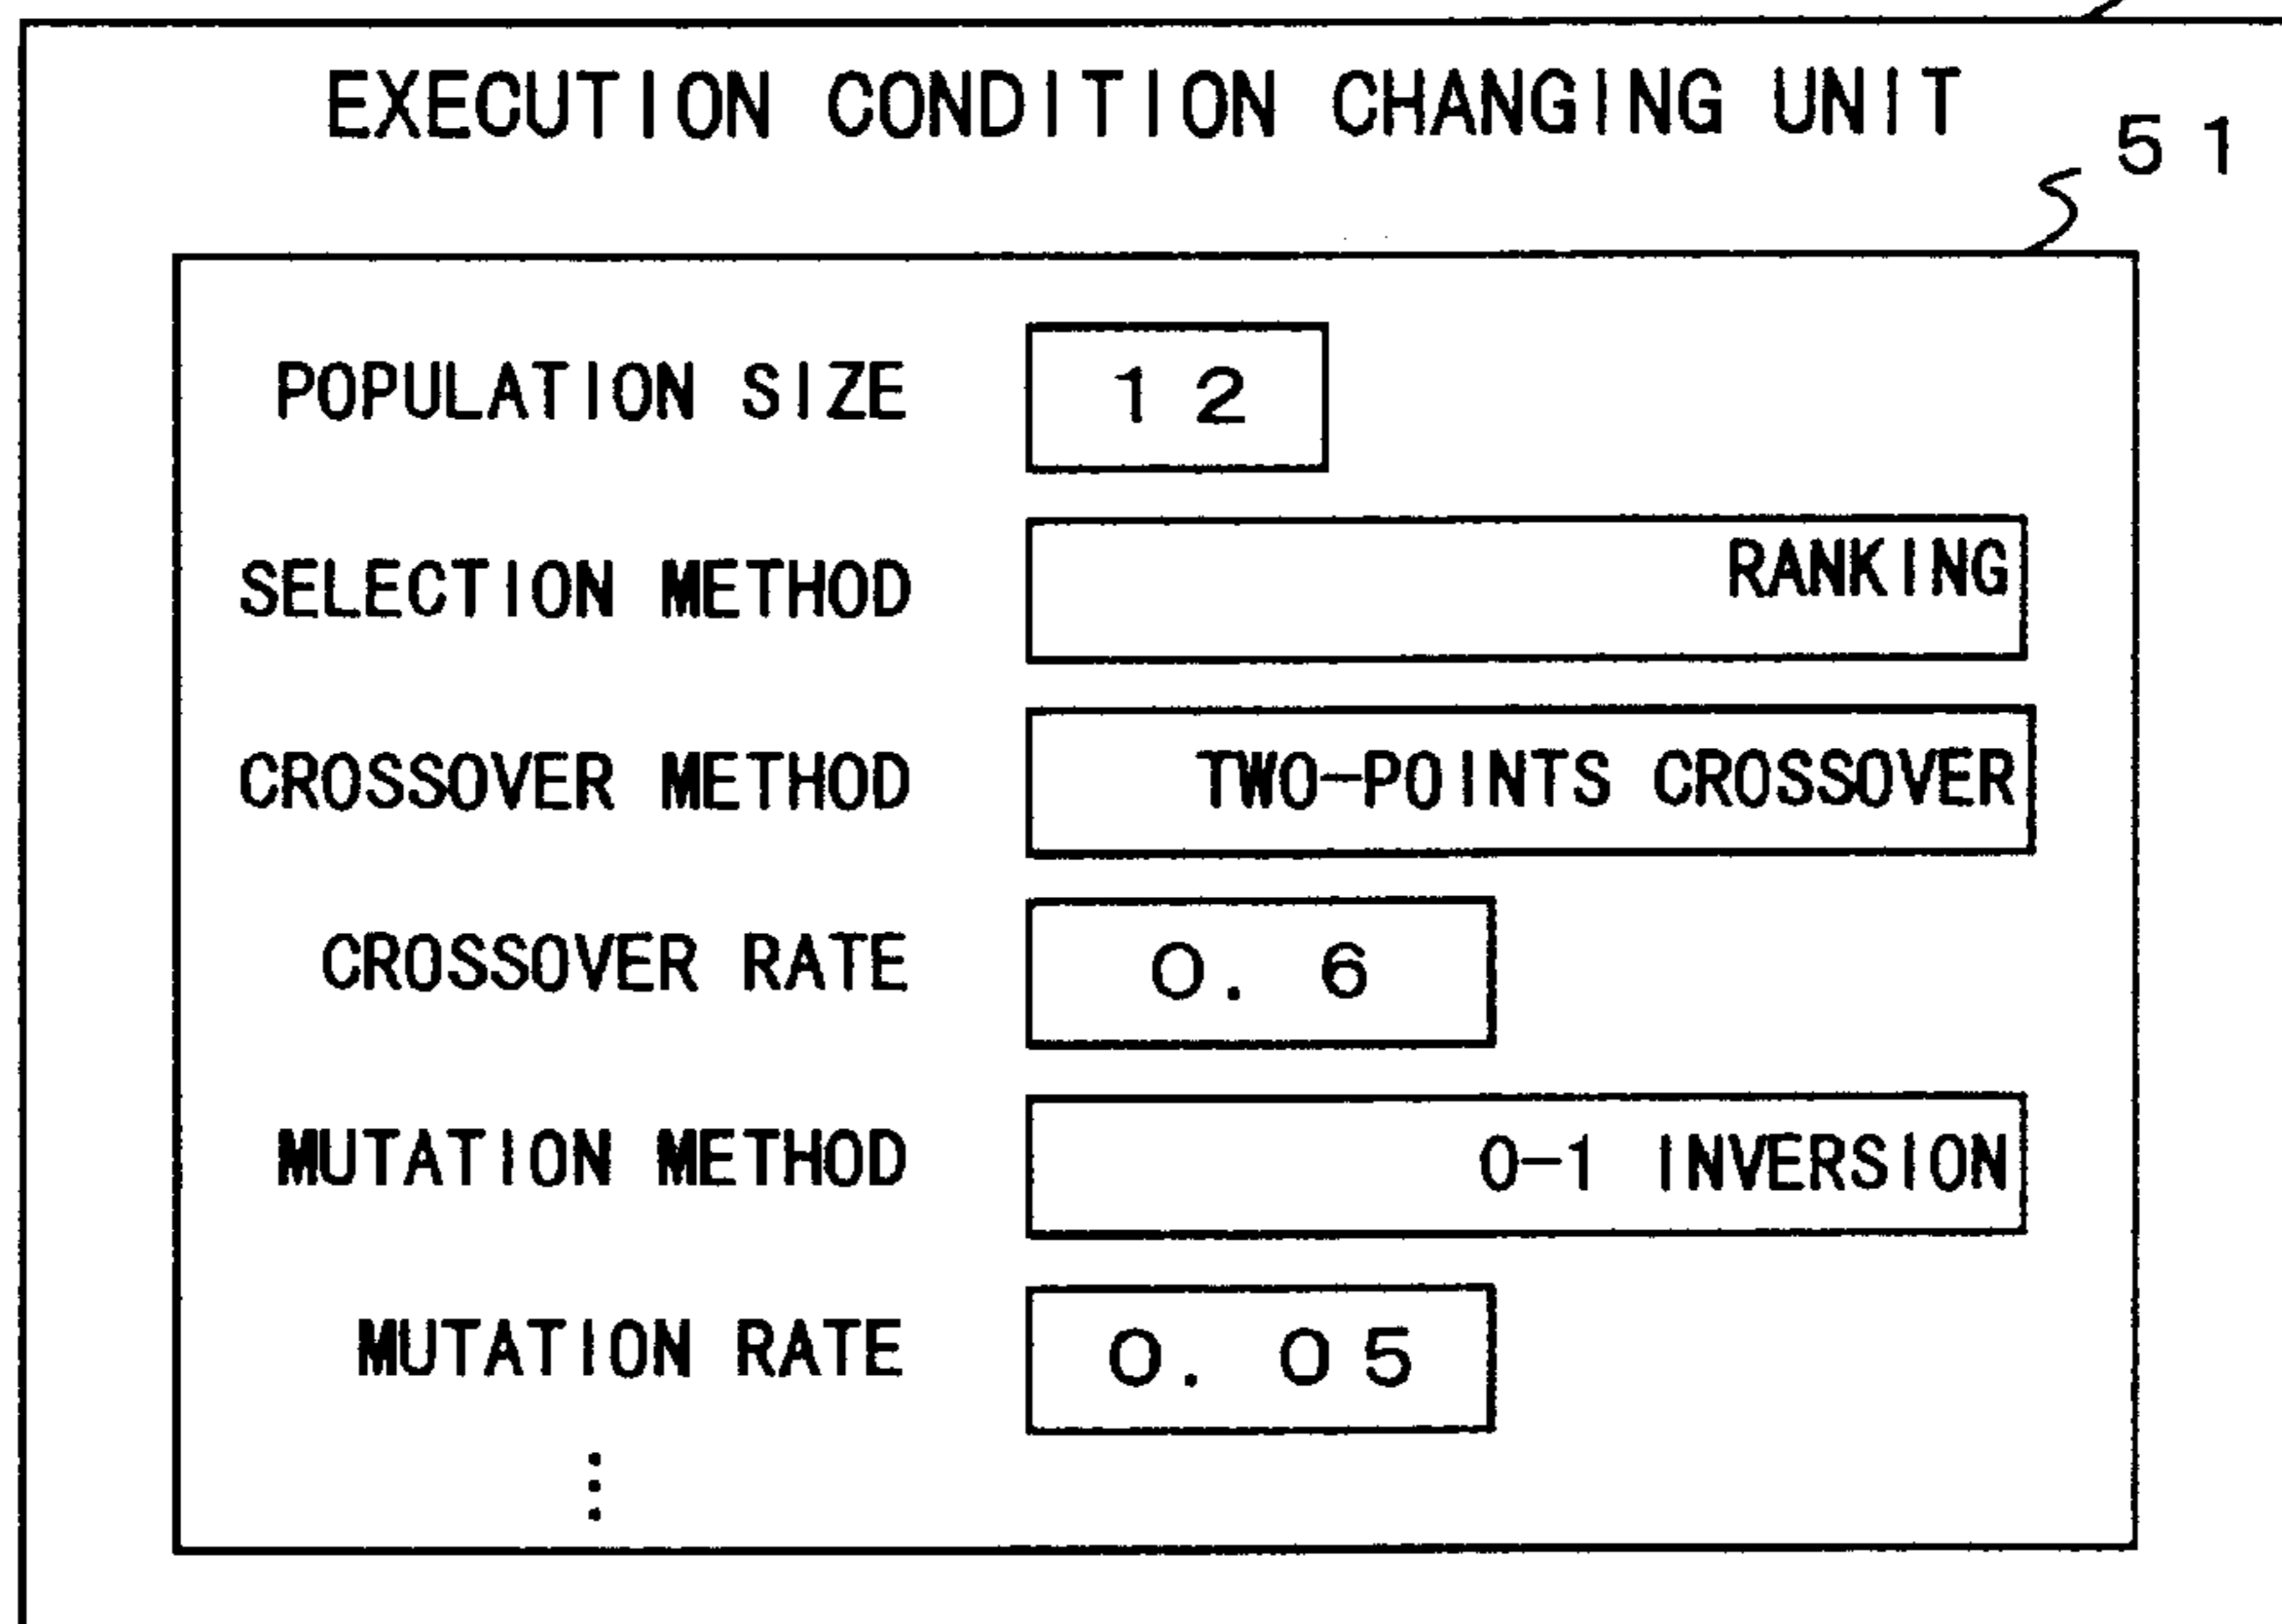 EXECUTION CONDITION CHANGING UNIT
51
POPULATION SIZE 12
SELECTION METHOD RANKING
CROSSOVER METHOD TWO-POINTS CROSSOVER
CROSSOVER RATE 0.6
MUTATION METHOD 0-1 INVERSION
MUTATION RATE 0.05
⋮